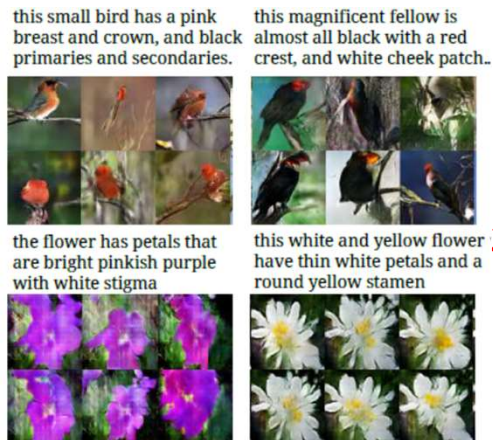 this small bird has a pink
breast and crown, and black
primaries and secondaries.
this magnificent fellow is
almost all black with a red
crest, and white cheek patch..
the flower has petals that
are bright pinkish purple
with white stigma
this white and yellow flower
have thin white petals and a
round yellow stamen